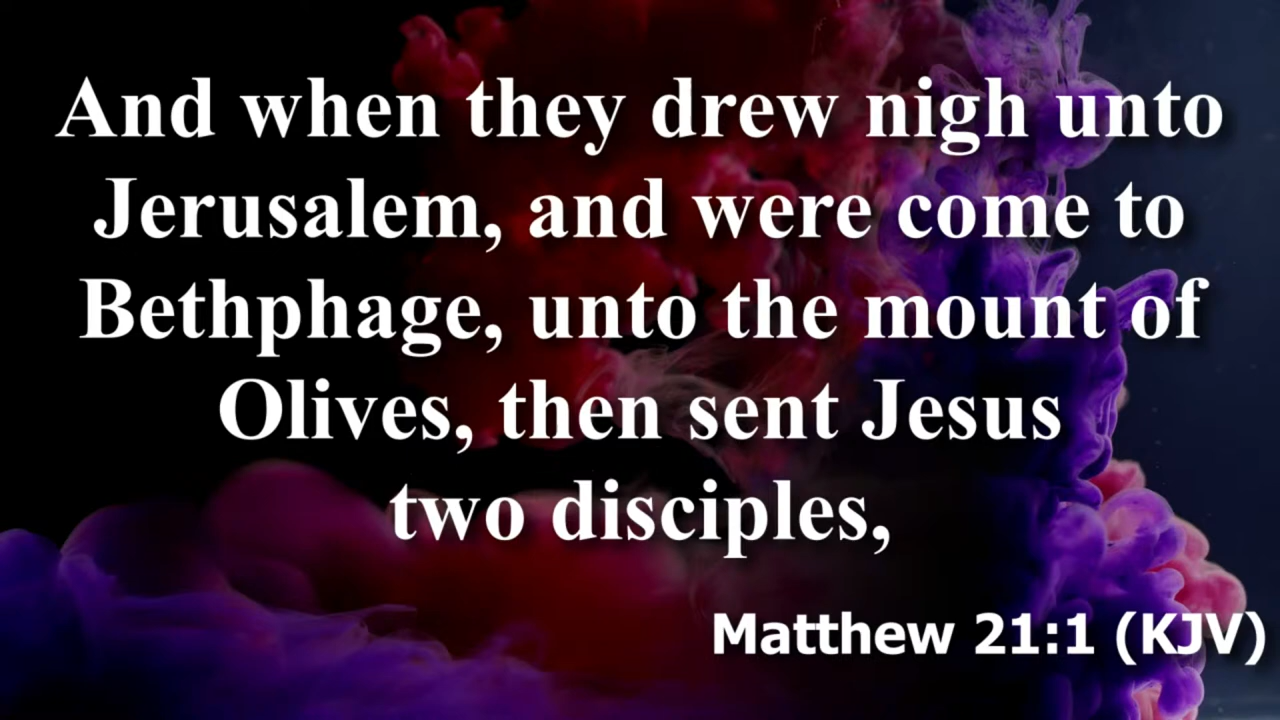 And when they drew nigh unto
Jerusalem, and were come to
Bethphage, unto the mount of
Olives, then sent Jesus
two disciples,
Matthew 21:1 (KJV)